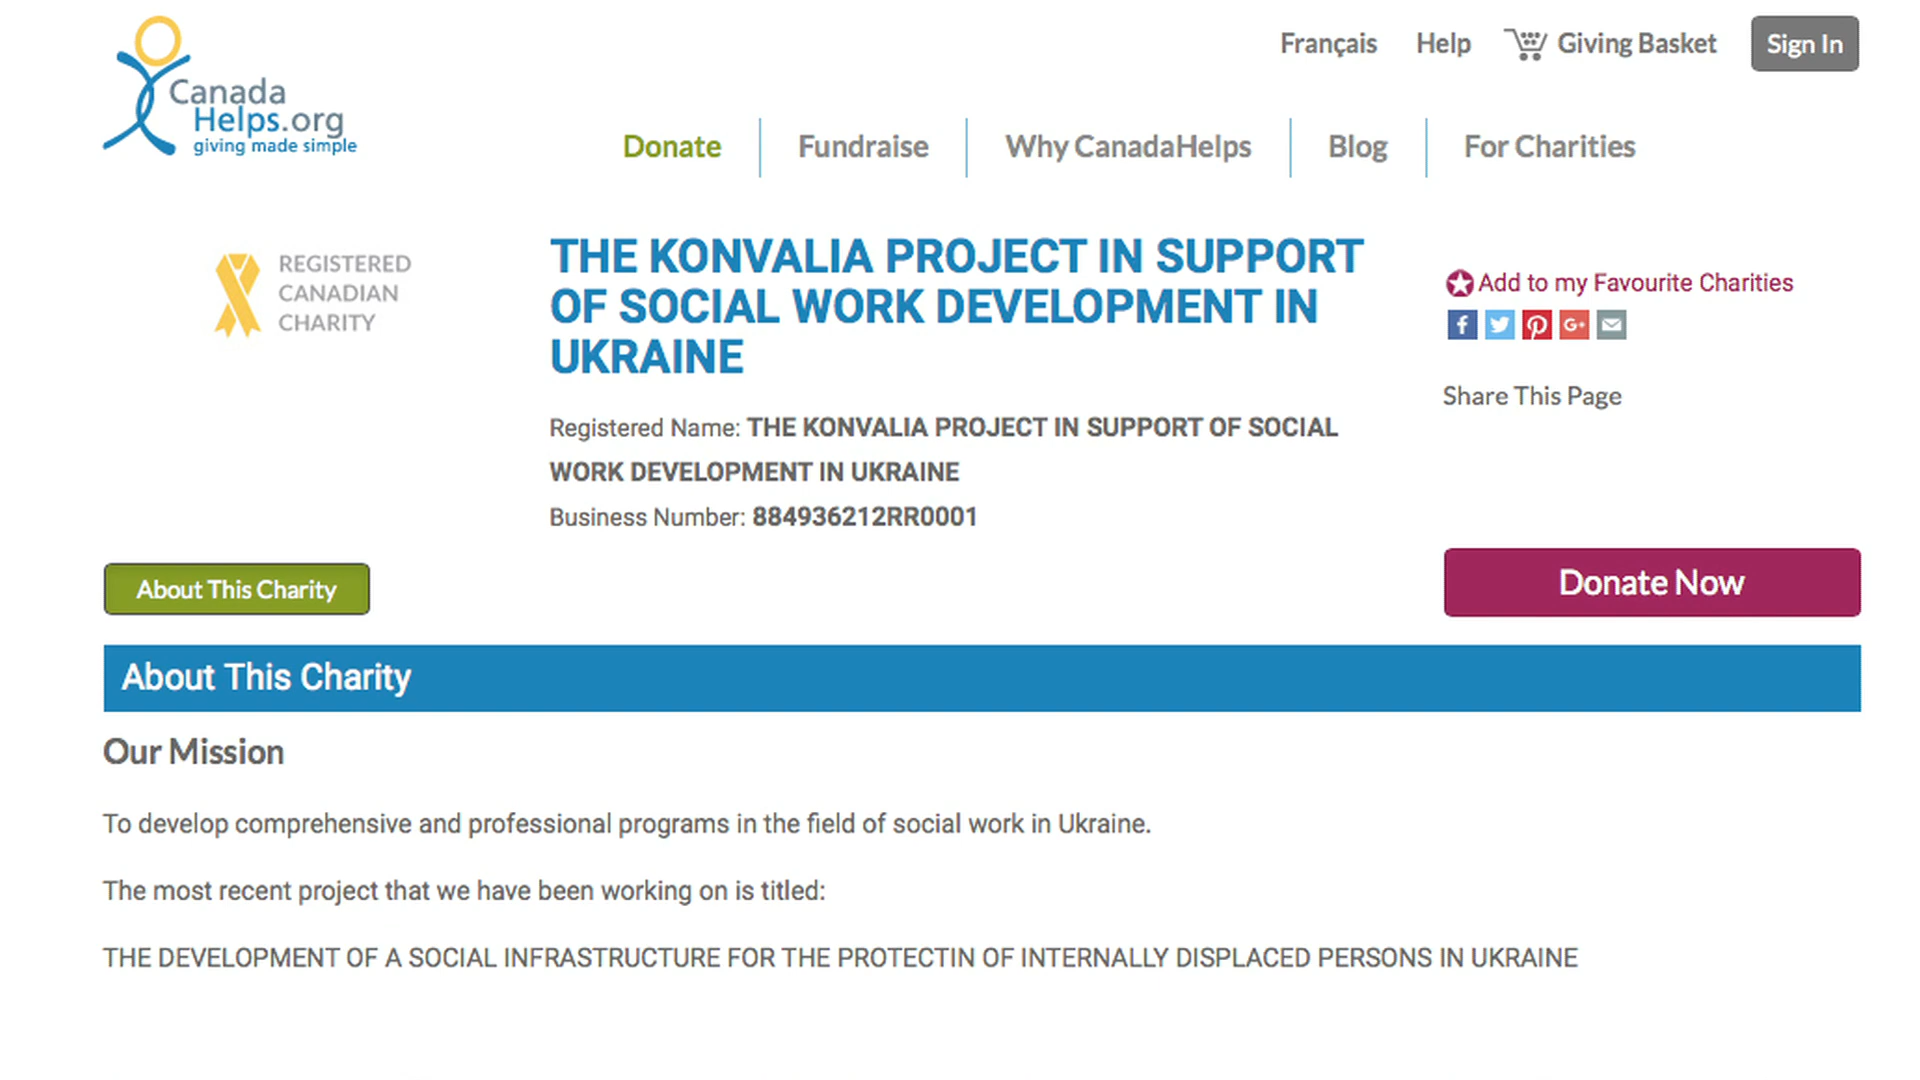 Français Help Giving Basket Sign In
Canada
Helps.org
giving made simple
Donate Fundraise Why CanadaHelps Blog For Charities
REGISTERED
CANADIAN
CHARITY
THE KONVALIA PROJECT IN SUPPORT
OF SOCIAL WORK DEVELOPMENT IN
UKRAINE
Add to my Favourite Charities
Share This Page
Registered Name: THE KONVALIA PROJECT IN SUPPORT OF SOCIAL
WORK DEVELOPMENT IN UKRAINE
Business Number: 884936212RR0001
About This Charity
Donate Now
About This Charity
Our Mission
To develop comprehensive and professional programs in the field of social work in Ukraine.
The most recent project that we have been working on is titled:
THE DEVELOPMENT OF A SOCIAL INFRASTRUCTURE FOR THE PROTECTIN OF INTERNALLY DISPLACED PERSONS IN UKRAINE